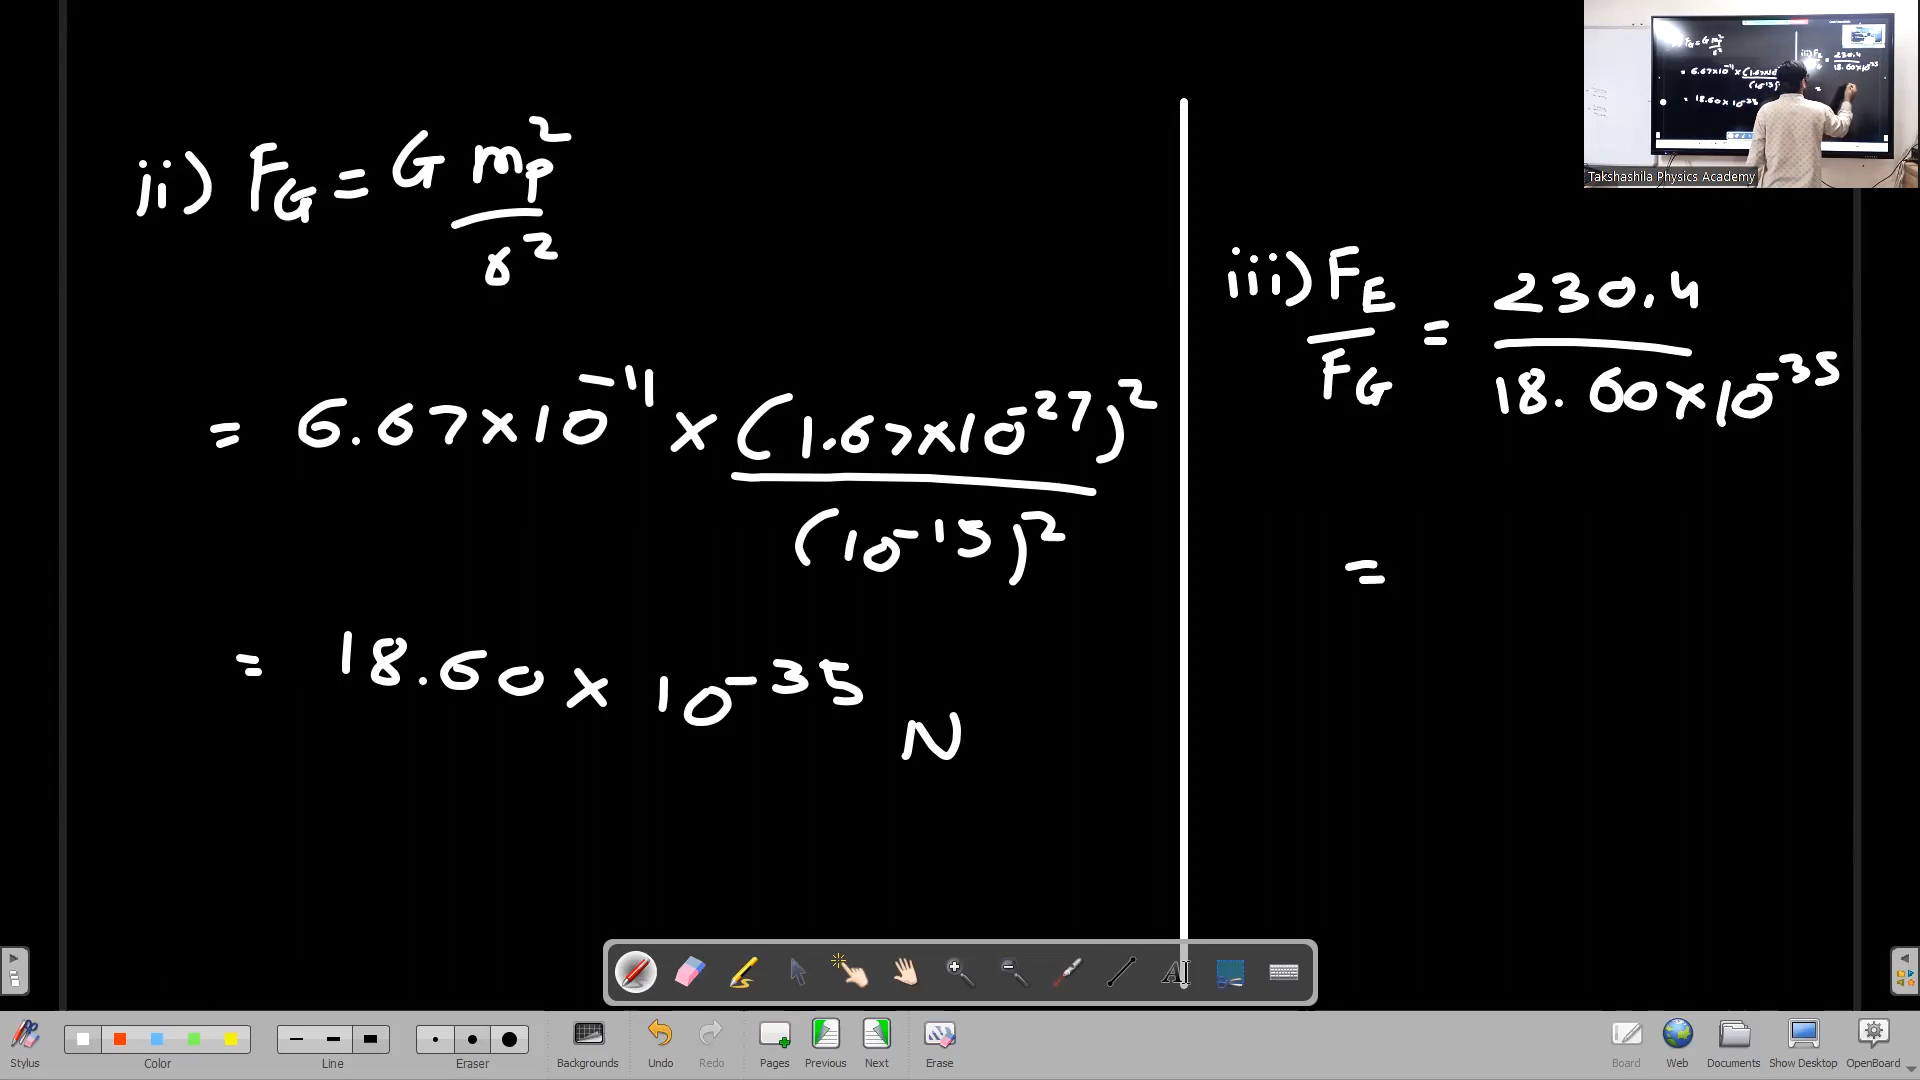 ii) F_G = G m_p^2 / r^2
= 6.67×10^-11 × (1.67×10^-27)^2 / (10^-15)^2
= 18.60 × 10^-35 N
iii) F_E / F_G = 230.4 / 18.60×10^-35
=
Takshashila Physics Academy
Stylus
Color
Line
Eraser
Backgrounds
Undo
Redo
Pages
Previous
Next
Erase
Board
Web
Documents
Show Desktop
OpenBoard